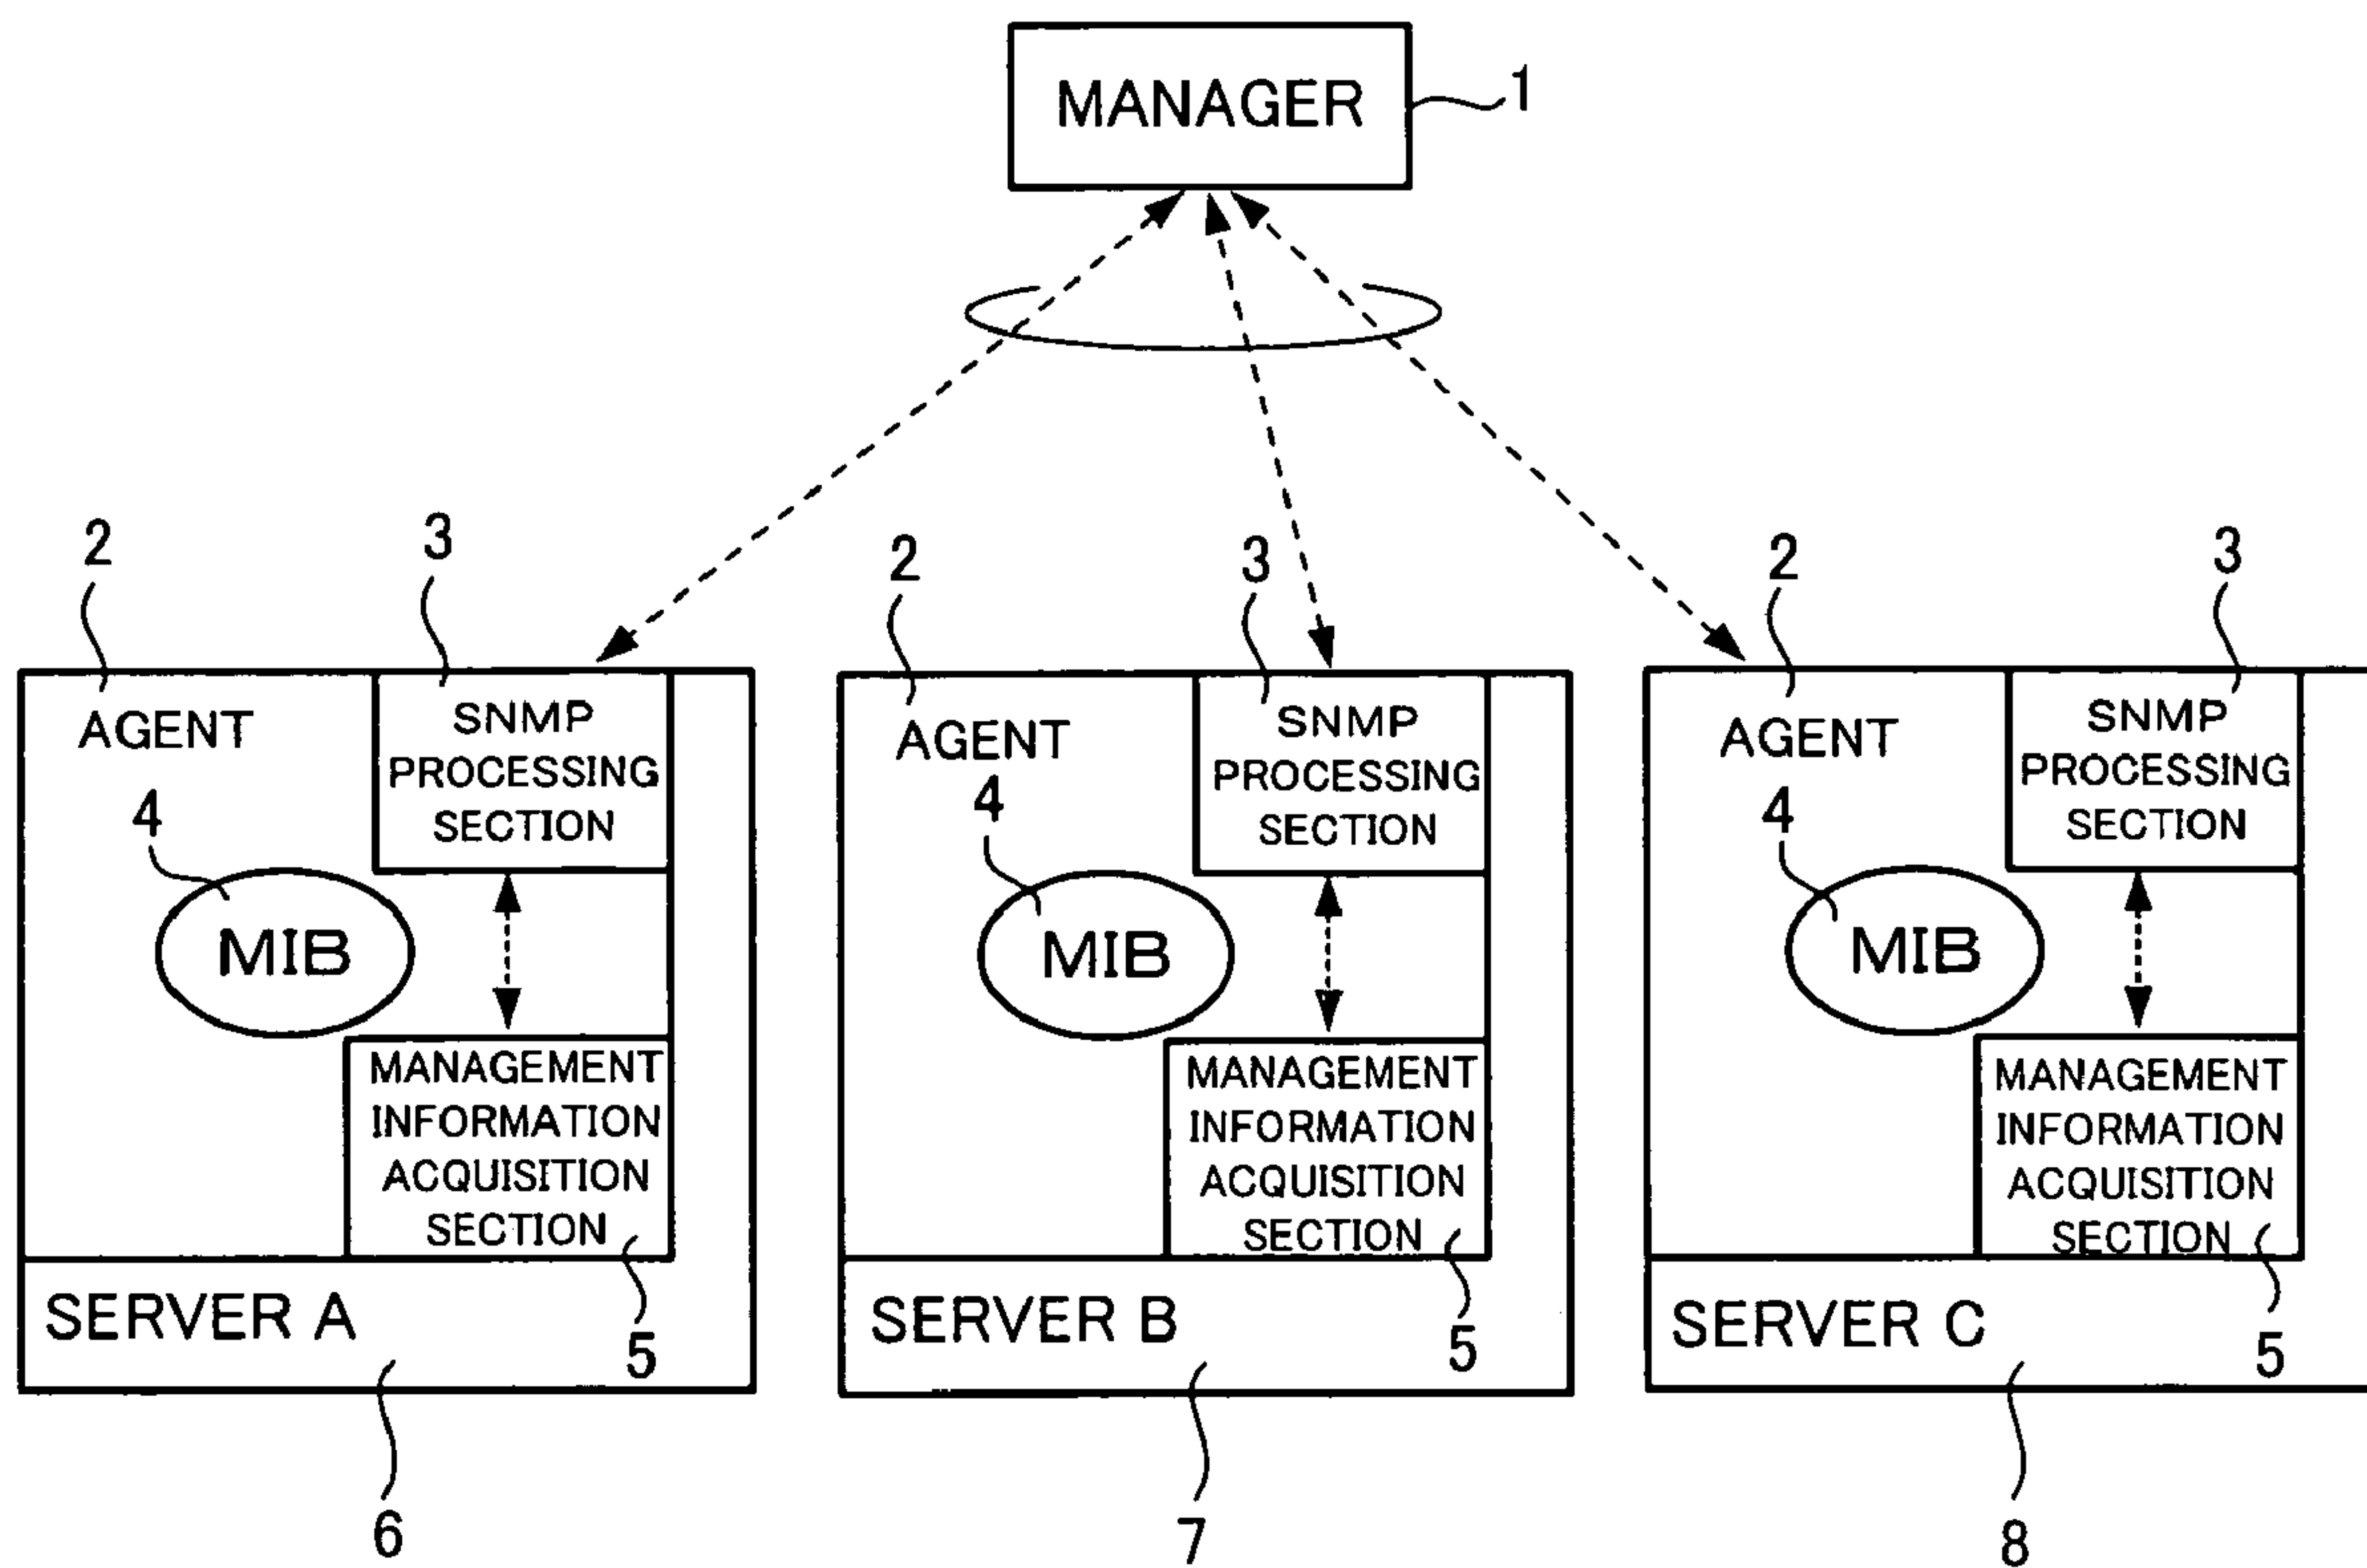 MANAGER
1
2
3
AGENT
SNMP
PROCESSING
SECTION
4
MIB
MANAGEMENT
INFORMATION
ACQUISITION
SECTION
SERVER A
5
6
2
3
AGENT
SNMP
PROCESSING
SECTION
4
MIB
MANAGEMENT
INFORMATION
ACQUISITION
SECTION
SERVER B
5
7
2
3
AGENT
SNMP
PROCESSING
SECTION
4
MIB
MANAGEMENT
INFORMATION
ACQUISITION
SECTION
SERVER C
5
8